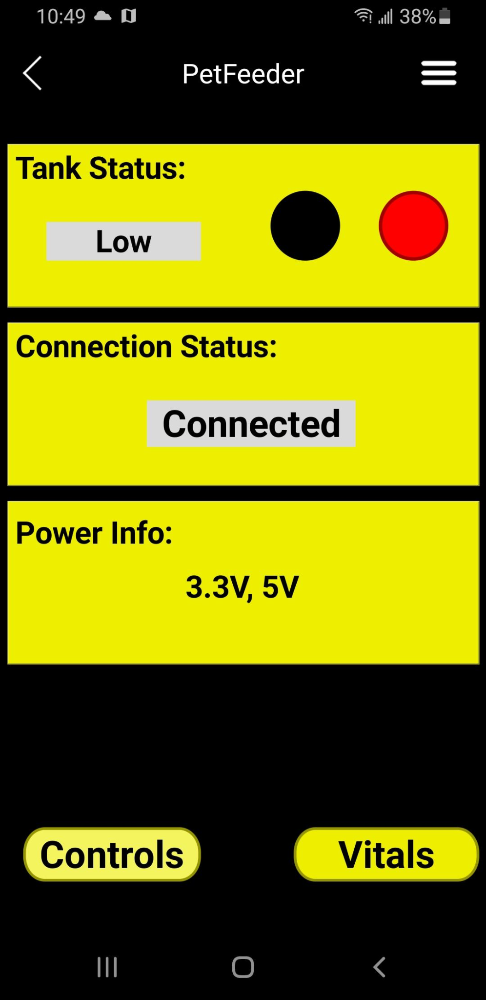 10:49 38%
PetFeeder
Tank Status:
Low
Connection Status:
Connected
Power Info:
3.3V, 5V
Controls Vitals